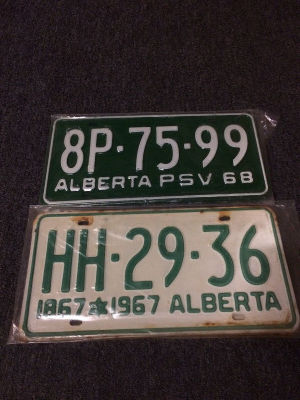 8P·75·99
ALBERTA PSV 68
HH·29·36
1867 1967 ALBERTA